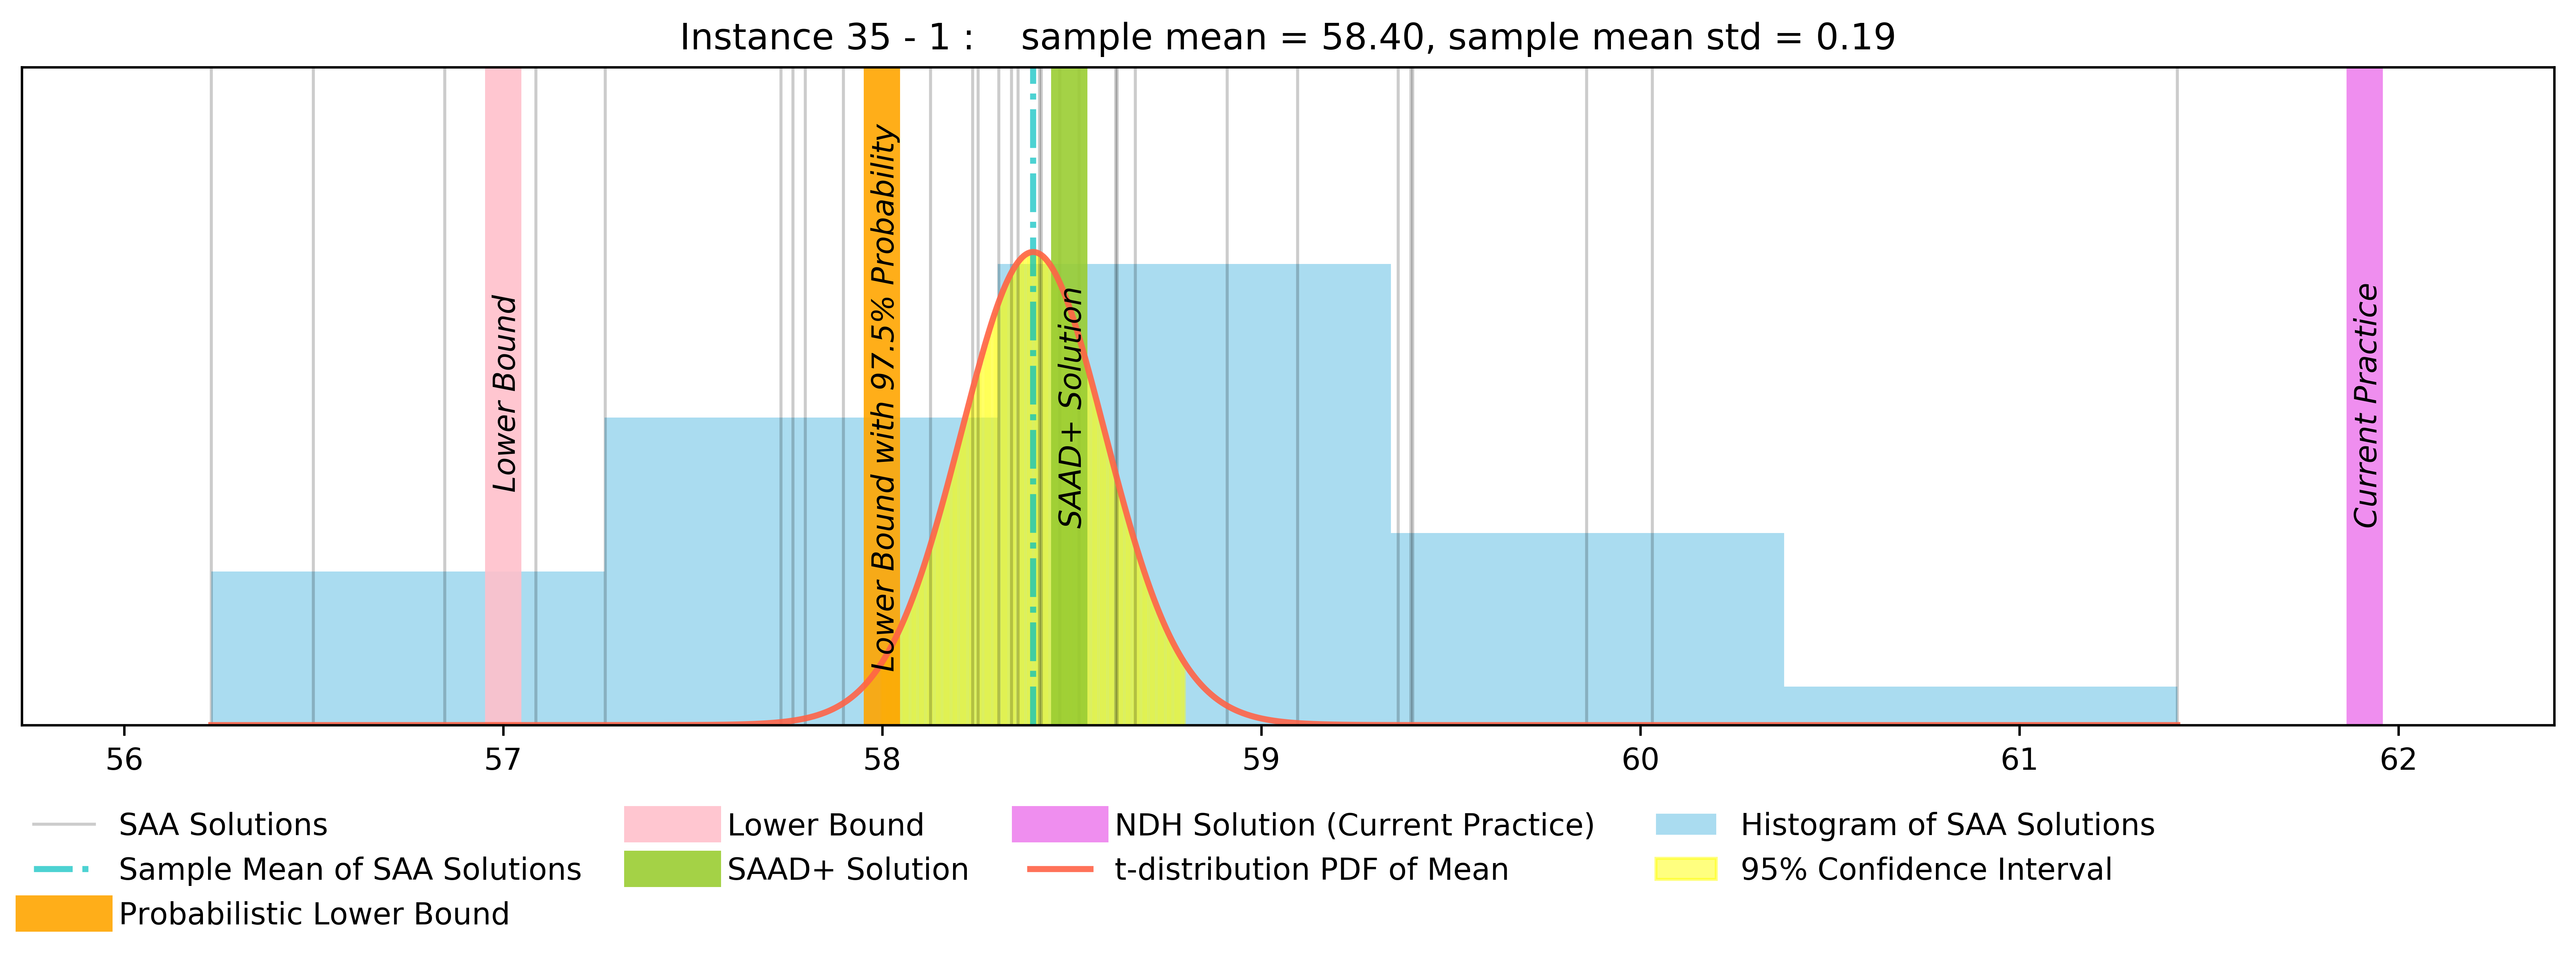 Instance 35 - 1 :    sample mean = 58.40, sample mean std = 0.19
Lower Bound
Lower Bound with 97.5% Probability
SAAD+ Solution
Current Practice
56 57 58 59 60 61 62
SAA Solutions
Sample Mean of SAA Solutions
Probabilistic Lower Bound
Lower Bound
SAAD+ Solution
NDH Solution (Current Practice)
t-distribution PDF of Mean
Histogram of SAA Solutions
95% Confidence Interval